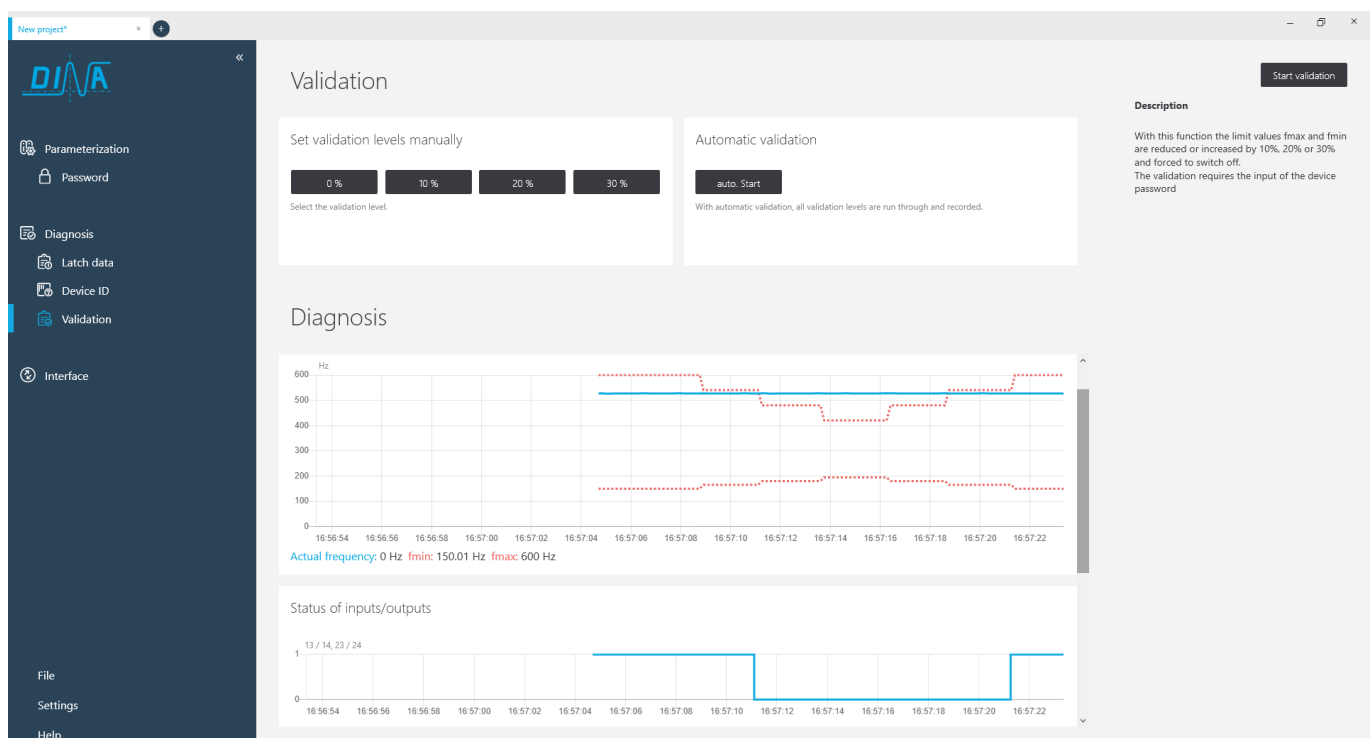 New project*
DINA
Parameterization
Password
Diagnosis
Latch data
Device ID
Validation
Interface
File
Settings
Help
Validation
Set validation levels manually
0 % 10 % 20 % 30 %
Select the validation level.
Automatic validation
auto. Start
With automatic validation, all validation levels are run through and recorded.
Start validation
Description
With this function the limit values fmax and fmin
are reduced or increased by 10%, 20% or 30%
and forced to switch off.
The validation requires the input of the device
password
Diagnosis
Hz
600
500
400
300
200
100
0
16:56:54 16:56:56 16:56:58 16:57:00 16:57:02 16:57:04 16:57:06 16:57:08 16:57:10 16:57:12 16:57:14 16:57:16 16:57:18 16:57:20 16:57:22
Actual frequency: 0 Hz fmin: 150.01 Hz fmax: 600 Hz
Status of inputs/outputs
13 / 14, 23 / 24
1
0
16:56:54 16:56:56 16:56:58 16:57:00 16:57:02 16:57:04 16:57:06 16:57:08 16:57:10 16:57:12 16:57:14 16:57:16 16:57:18 16:57:20 16:57:22